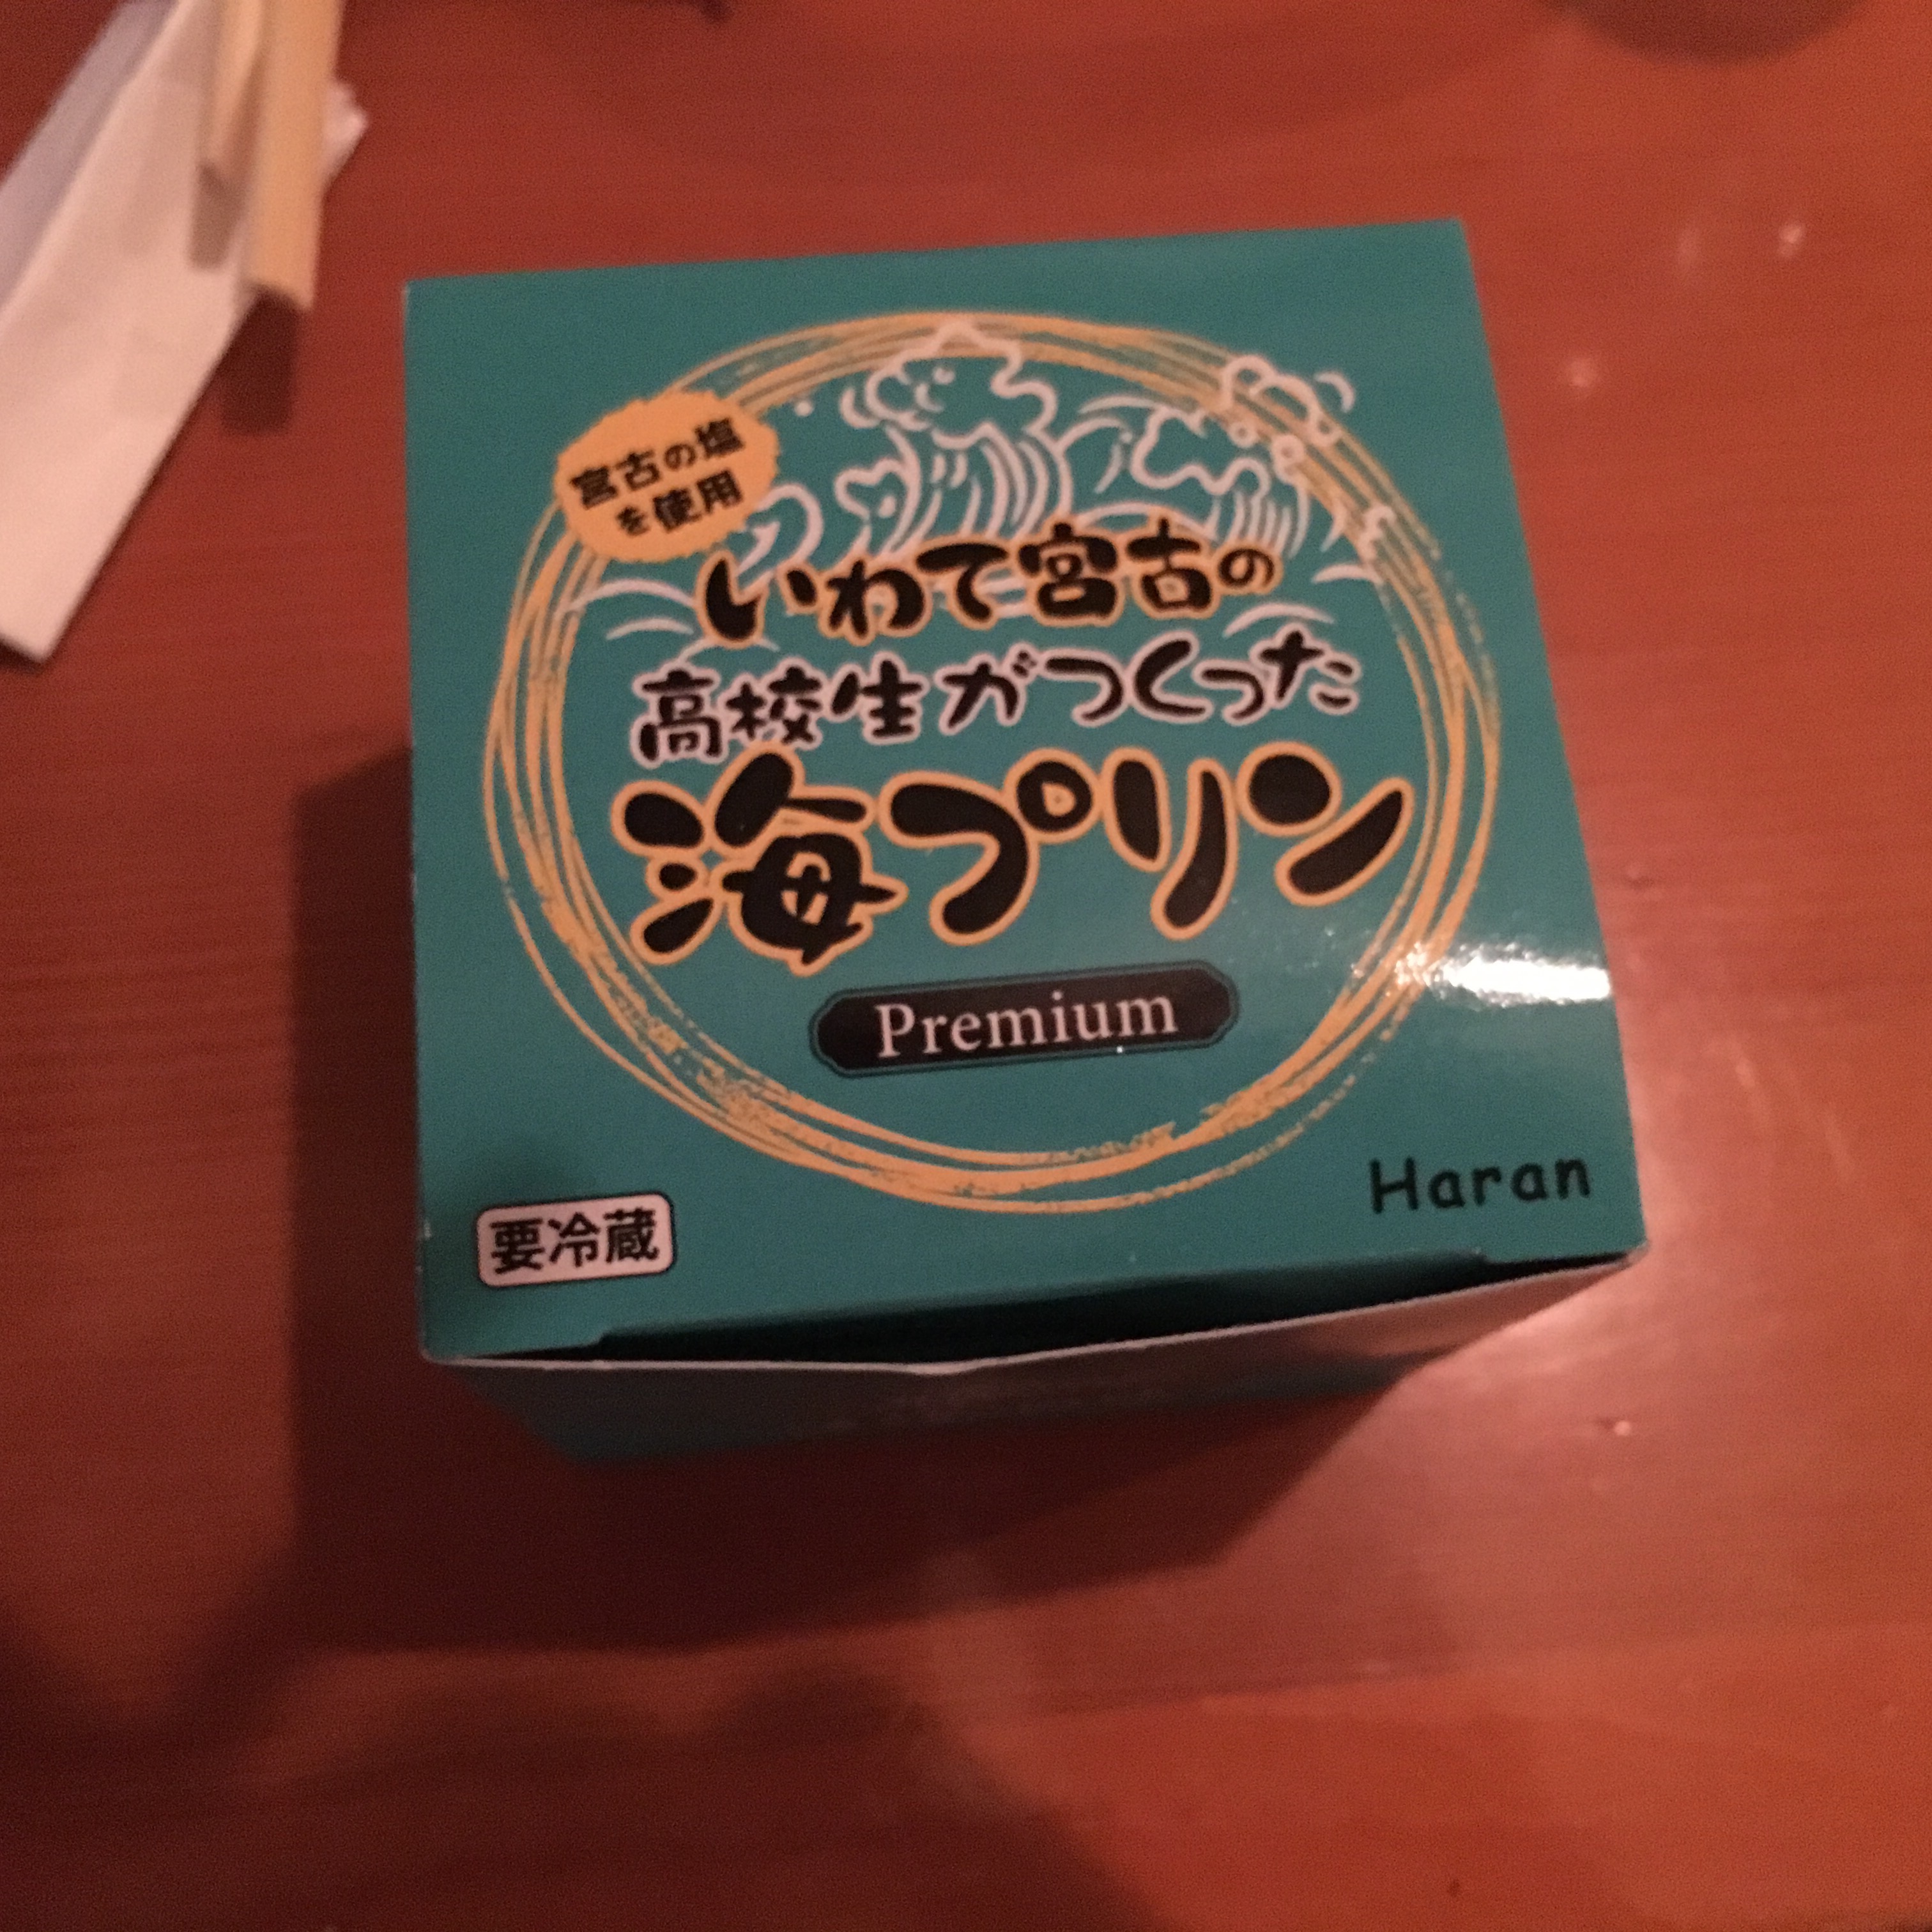 宮古の塩
を使用
いわて宮古の
高校生がつくった
海プリン
Premium
Haran
要冷蔵